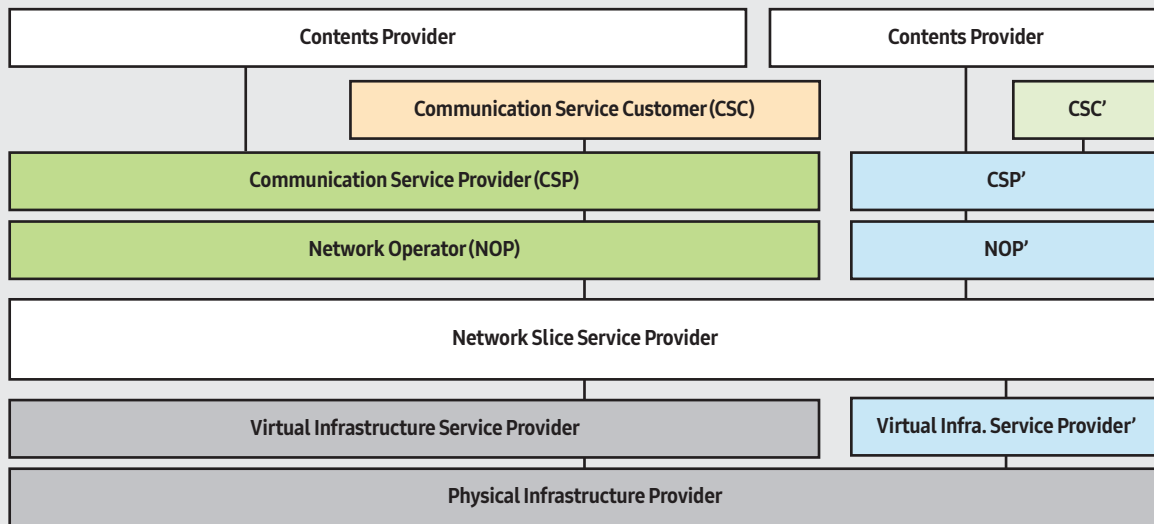 Contents Provider
Contents Provider
Communication Service Customer (CSC)
CSC’
Communication Service Provider (CSP)
CSP’
Network Operator (NOP)
NOP’
Network Slice Service Provider
Virtual Infrastructure Service Provider
Virtual Infra. Service Provider’
Physical Infrastructure Provider